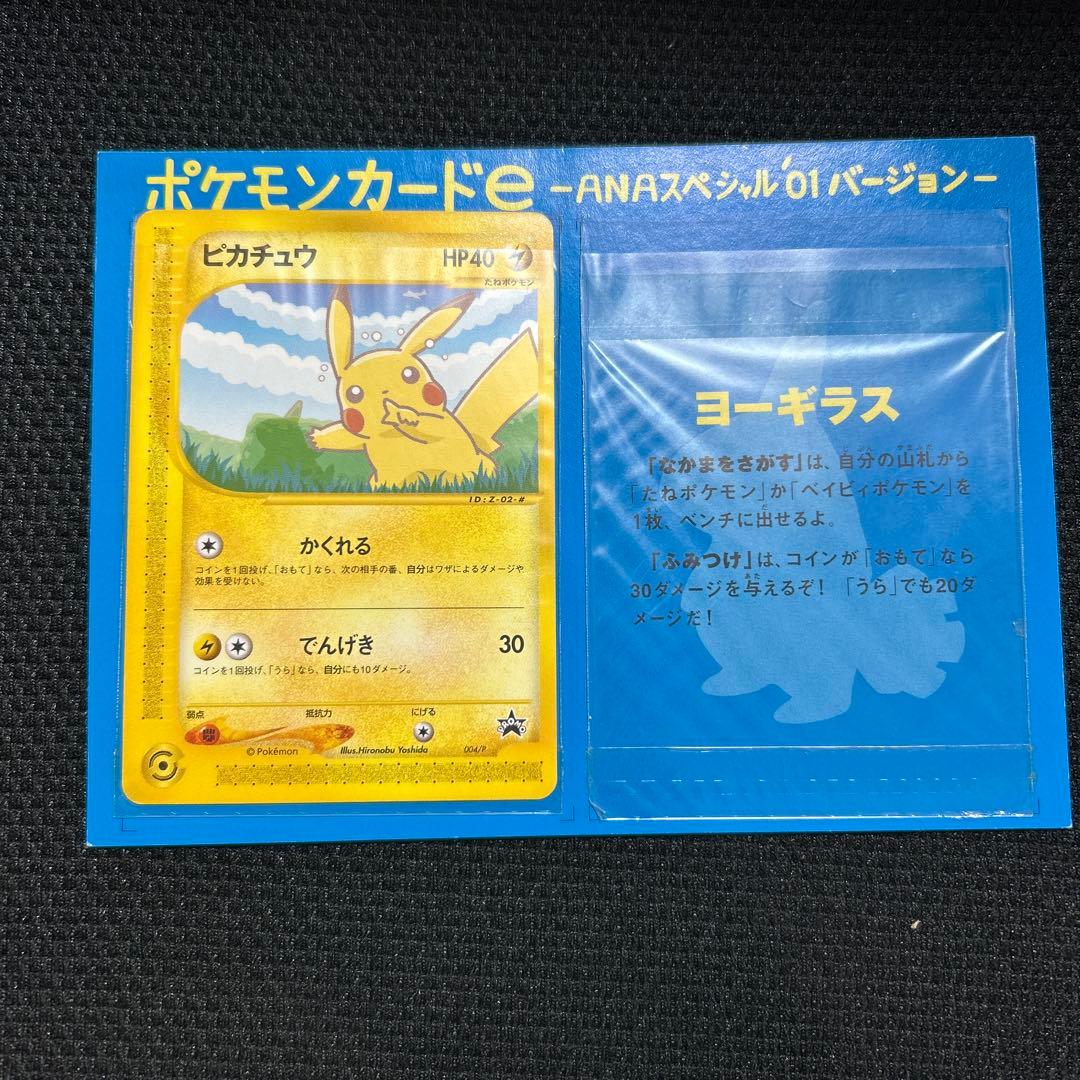 ポケモンカードe －ANAスペシャル'01バージョン－
ピカチュウ HP40
たねポケモン
ID:Z-02-#
かくれる
コインを1回投げ、「おもて」なら、次の相手の番、自分はワザによるダメージや
効果を受けない。
でんげき 30
コインを1回投げ、「うら」なら、自分にも10ダメージ。
弱点 抵抗力 にげる
PROMO
©Pokémon Illus.Hironobu Yoshida 004/P
ヨーギラス
「なかまをさがす」は、自分の山札から
「たねポケモン」か「ベイビィポケモン」を
1枚、ベンチに出せるよ。
「ふみつけ」は、コインが「おもて」なら
30ダメージを与えるぞ！ 「うら」でも20ダ
メージだ！